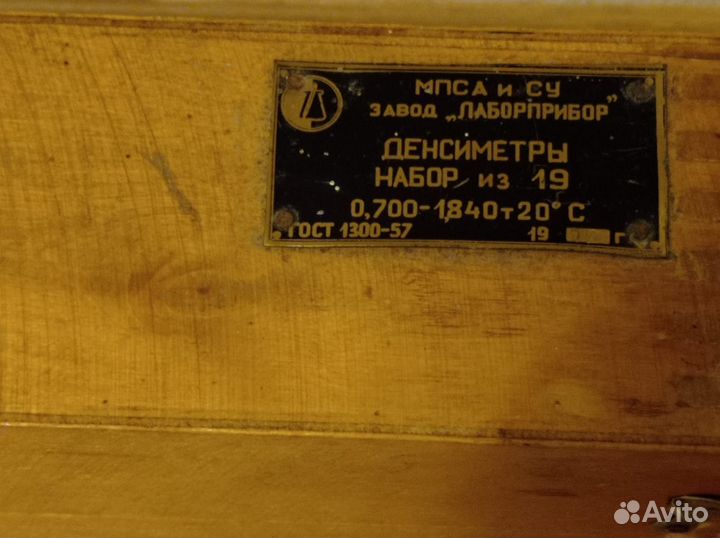 МПСА и СУ
ЗАВОД „ЛАБОРПРИБОР"
ДЕНСИМЕТРЫ
НАБОР из 19
0,700-1,840 т 20° С
ГОСТ 1300-57 19 г
Avito